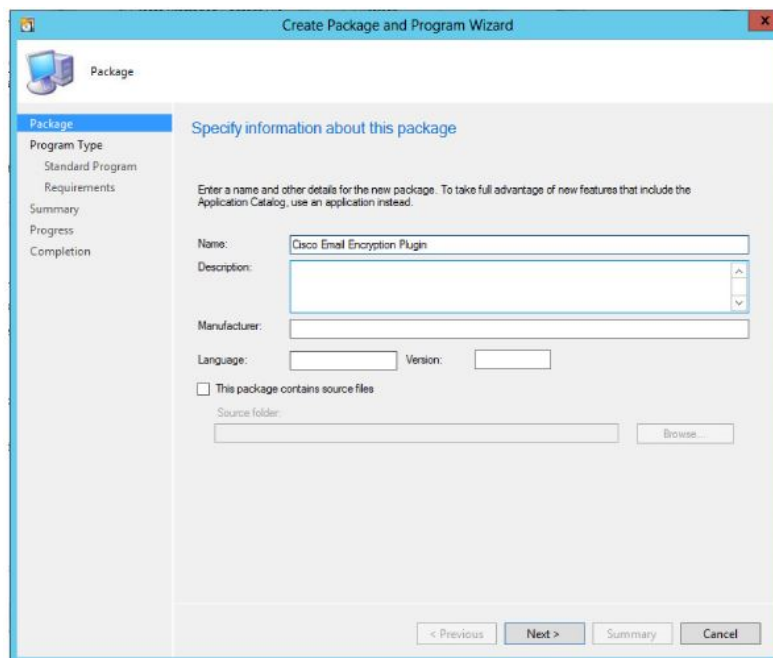 Create Package and Program Wizard
x
Package
Package
Program Type
Standard Program
Requirements
Summary
Progress
Completion
Specify information about this package
Enter a name and other details for the new package. To take full advantage of new features that include the
Application Catalog, use an application instead.
Name: Cisco Email Encryption Plugin
Description:
Manufacturer:
Language: Version:
This package contains source files
Source folder:
Browse...
< Previous Next > Summary Cancel